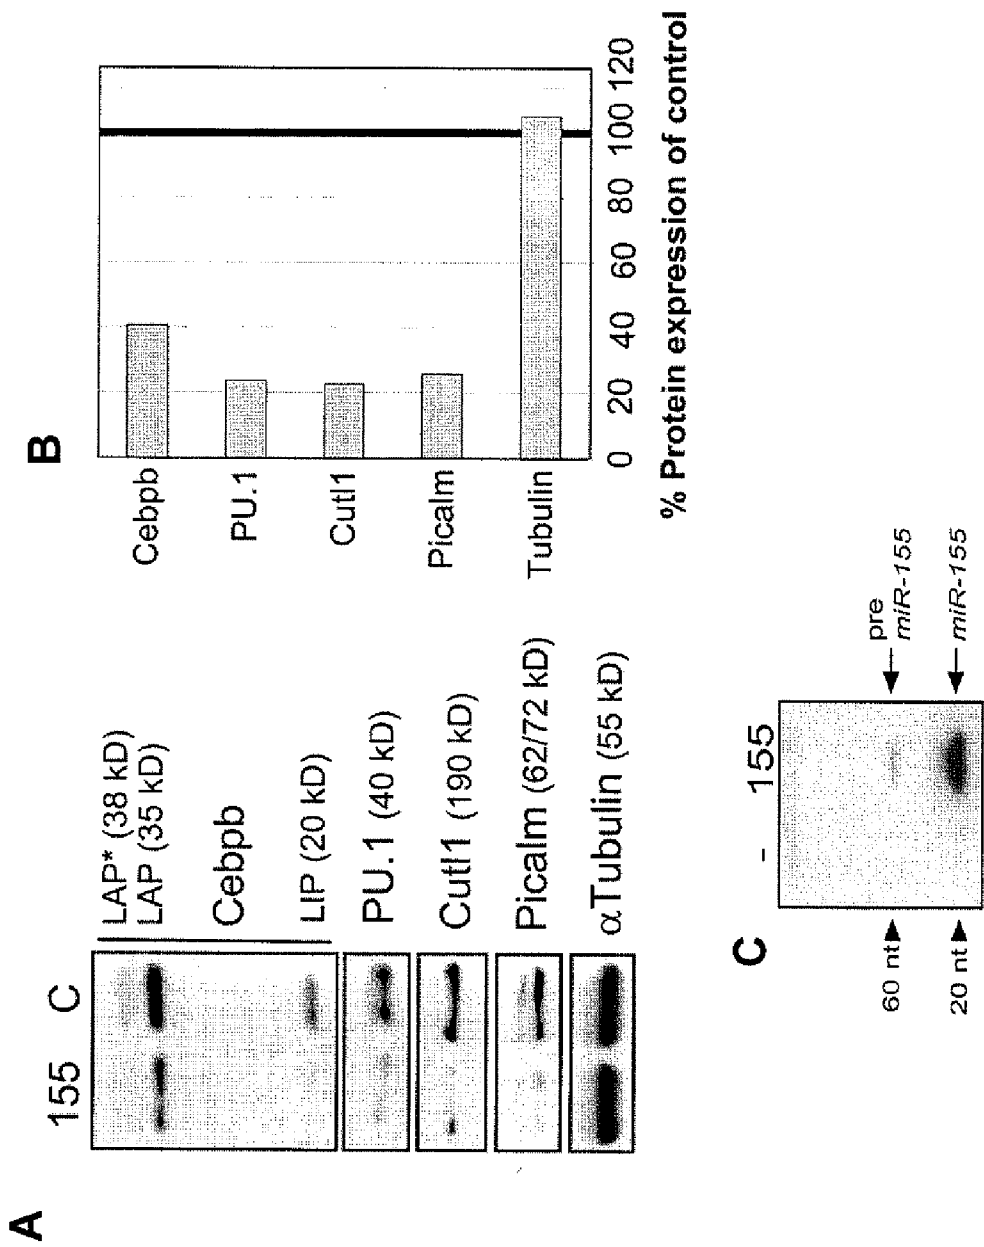 A
155 C
LAP* (38 kD)
LAP (35 kD)
Cebpb
LIP (20 kD)
PU.1 (40 kD)
Cutl1 (190 kD)
Picalm (62/72 kD)
αTubulin (55 kD)
B
Cebpb
PU.1
Cutl1
Picalm
Tubulin
0 20 40 60 80 100 120
% Protein expression of control
C
- 155
60 nt
20 nt
pre
miR-155
miR-155